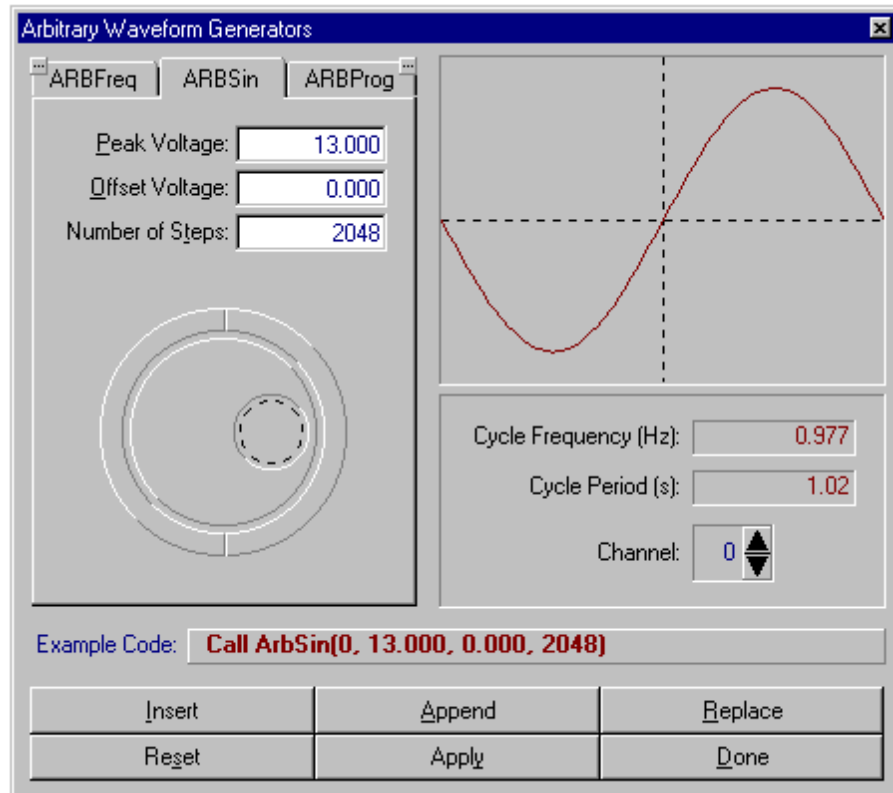 Arbitrary Waveform Generators
ARBFreq ARBSin ARBProg
Peak Voltage: 13.000
Offset Voltage: 0.000
Number of Steps: 2048
Cycle Frequency (Hz): 0.977
Cycle Period (s): 1.02
Channel: 0
Example Code: Call ArbSin(0, 13.000, 0.000, 2048)
Insert Append Replace
Reset Apply Done